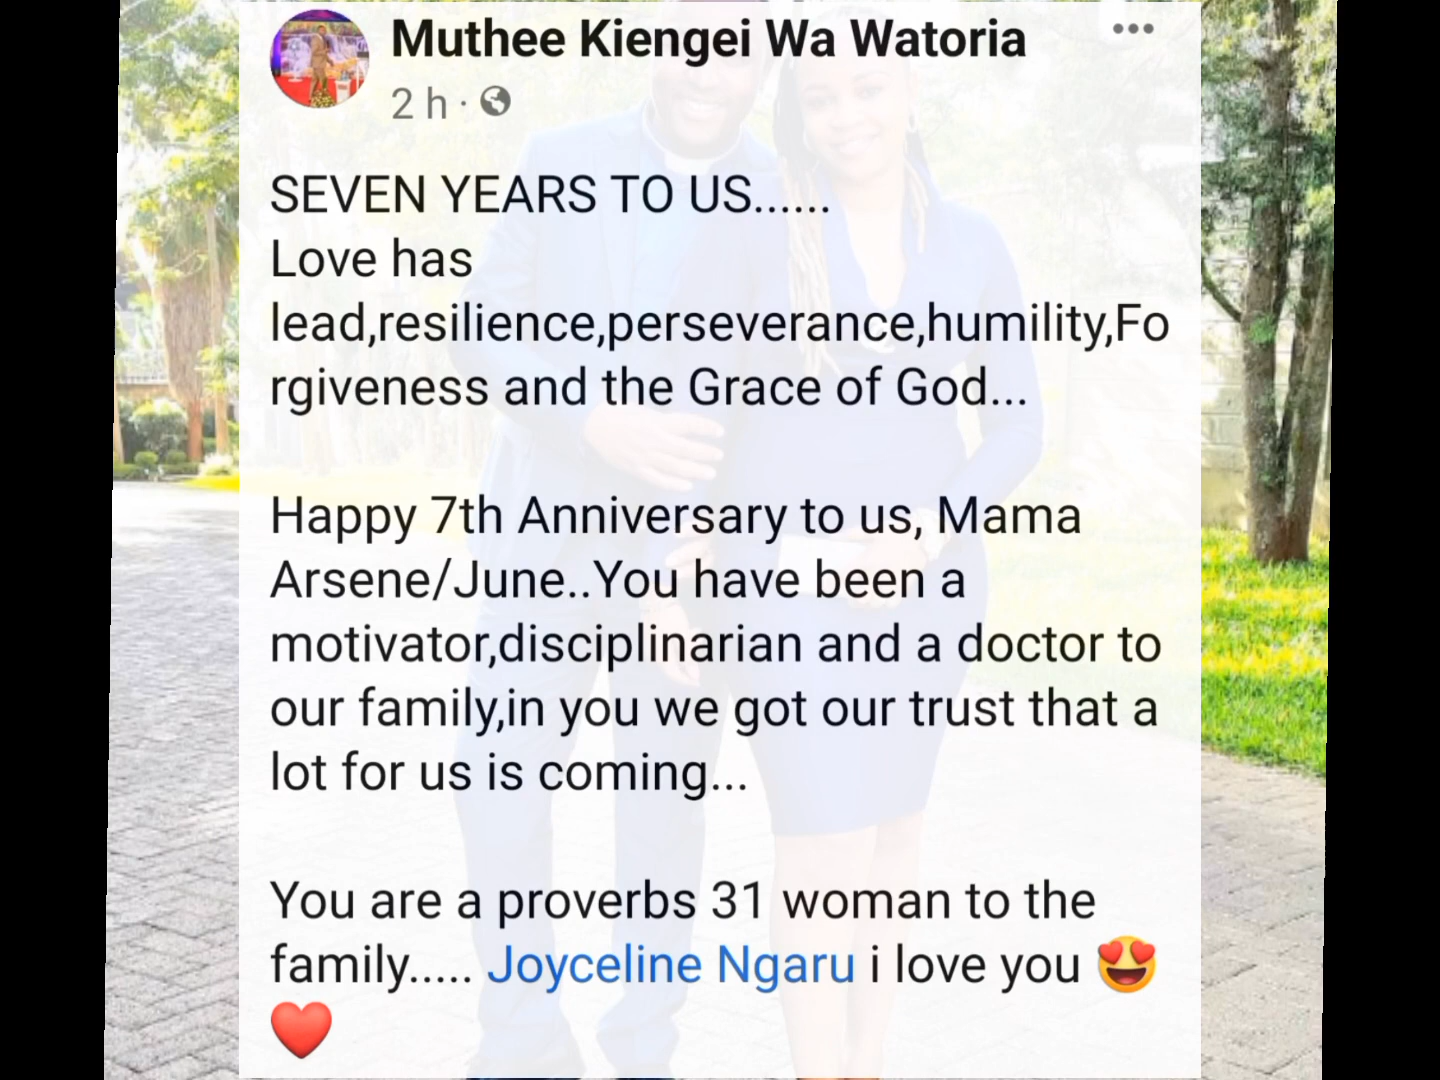 Muthee Kiengei Wa Watoria
2 h ·
SEVEN YEARS TO US......
Love has
lead,resilience,perseverance,humility,Fo
rgiveness and the Grace of God...
Happy 7th Anniversary to us, Mama
Arsene/June..You have been a
motivator,disciplinarian and a doctor to
our family,in you we got our trust that a
lot for us is coming...
You are a proverbs 31 woman to the
family..... Joyceline Ngaru i love you 😍
❤️